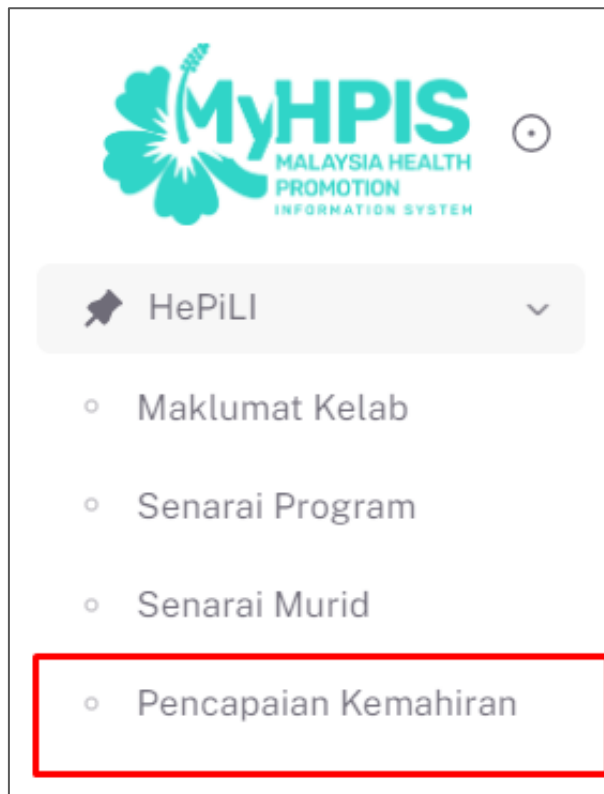 MyHPIS
MALAYSIA HEALTH
PROMOTION
INFORMATION SYSTEM
HePiLI
Maklumat Kelab
Senarai Program
Senarai Murid
Pencapaian Kemahiran